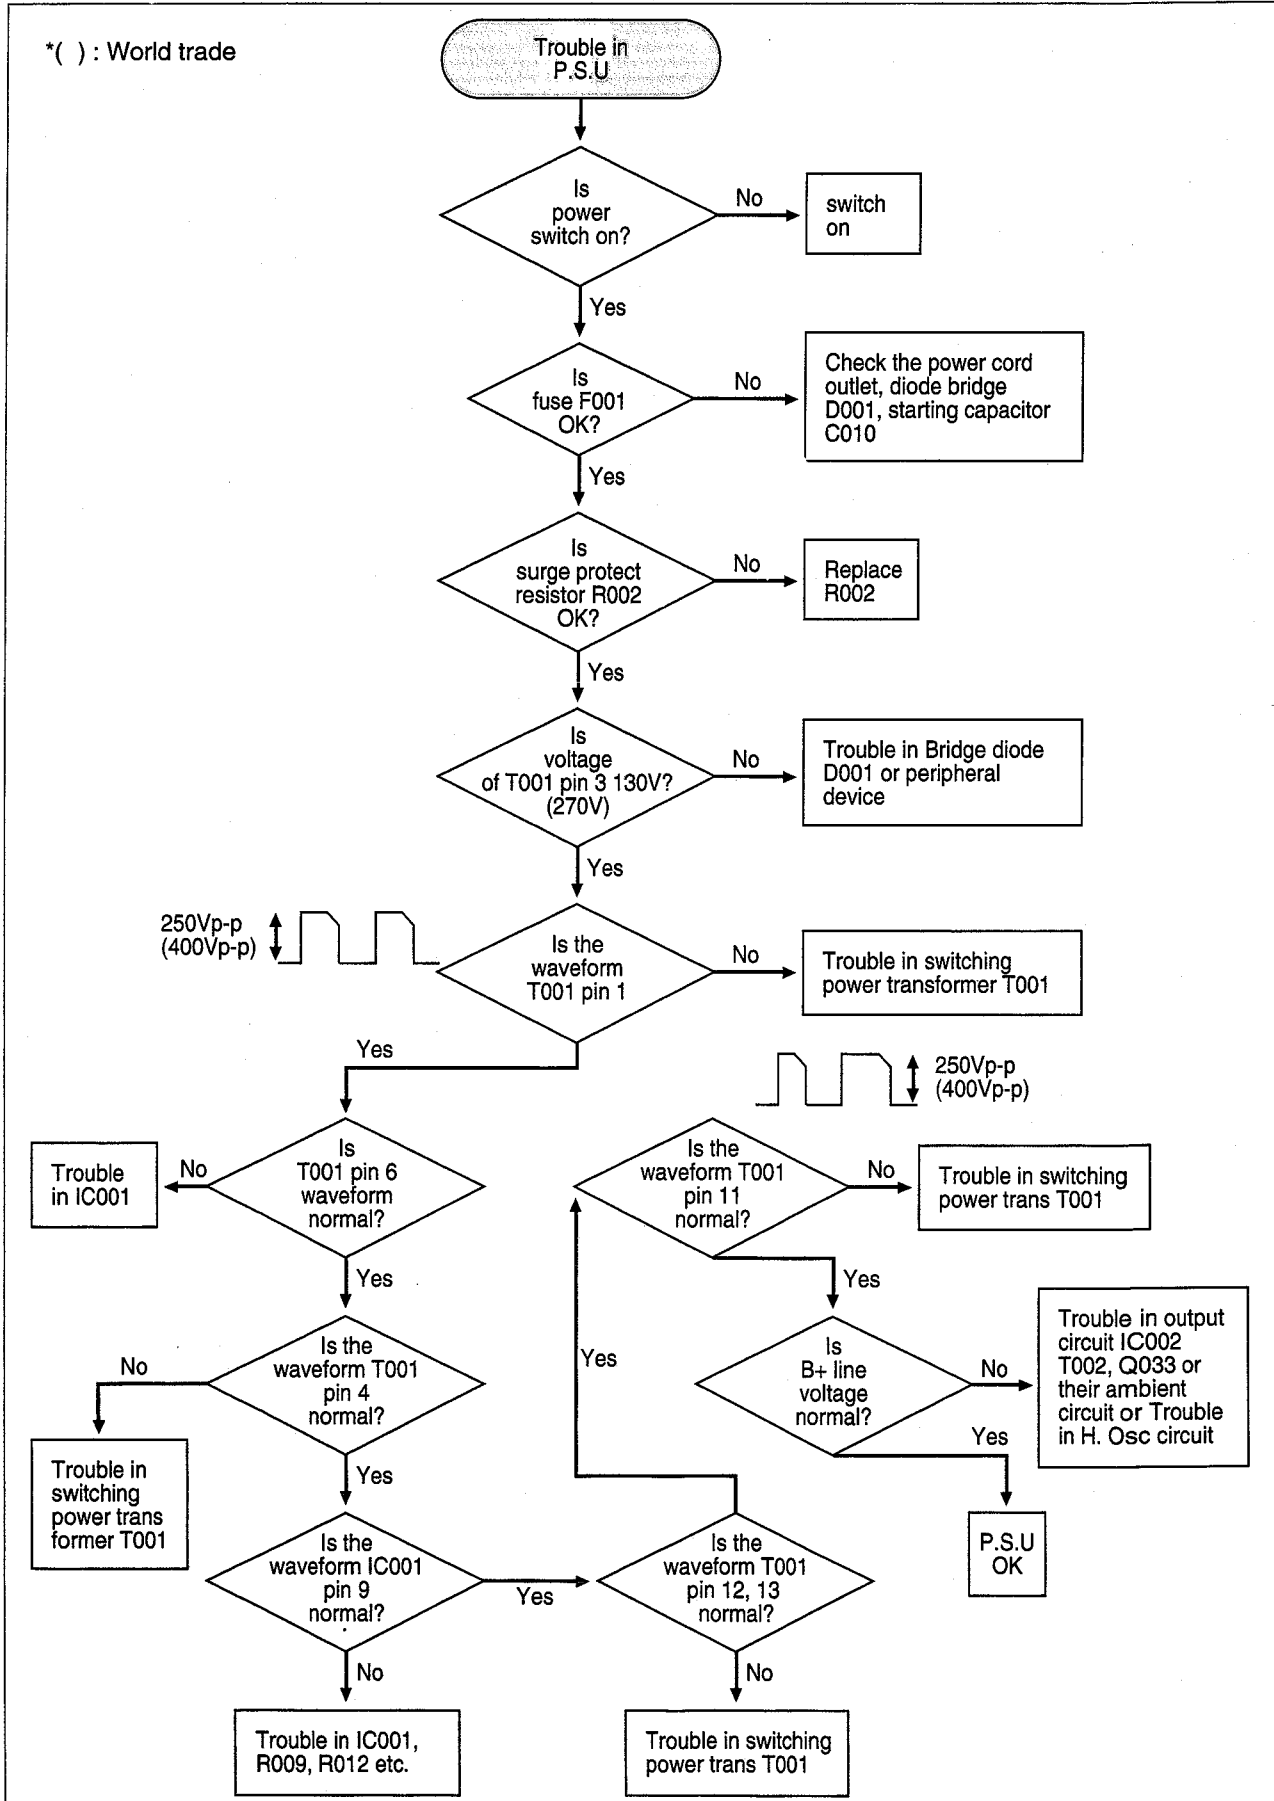 *( ) : World trade
Trouble in
P.S.U
Is
power
switch on?
No
switch
on
Yes
Is
fuse F001
OK?
No
Check the power cord
outlet, diode bridge
D001, starting capacitor
C010
Yes
Is
surge protect
resistor R002
OK?
No
Replace
R002
Yes
Is
voltage
of T001 pin 3 130V?
(270V)
No
Trouble in Bridge diode
D001 or peripheral
device
Yes
250Vp-p
(400Vp-p)
Is the
waveform
T001 pin 1
No
Trouble in switching
power transformer T001
Yes
250Vp-p
(400Vp-p)
Is
T001 pin 6
waveform
normal?
No
Trouble
in IC001
Yes
Is the
waveform T001
pin 11
normal?
No
Trouble in switching
power trans T001
Yes
Is the
waveform T001
pin 4
normal?
No
Trouble in
switching
power trans
former T001
Yes
Yes
Is
B+ line
voltage
normal?
No
Trouble in output
circuit IC002
T002, Q033 or
their ambient
circuit or Trouble
in H. Osc circuit
Yes
P.S.U
OK
Is the
waveform IC001
pin 9
normal?
Yes
Is the
waveform T001
pin 12, 13
normal?
No
Trouble in IC001,
R009, R012 etc.
No
Trouble in switching
power trans T001